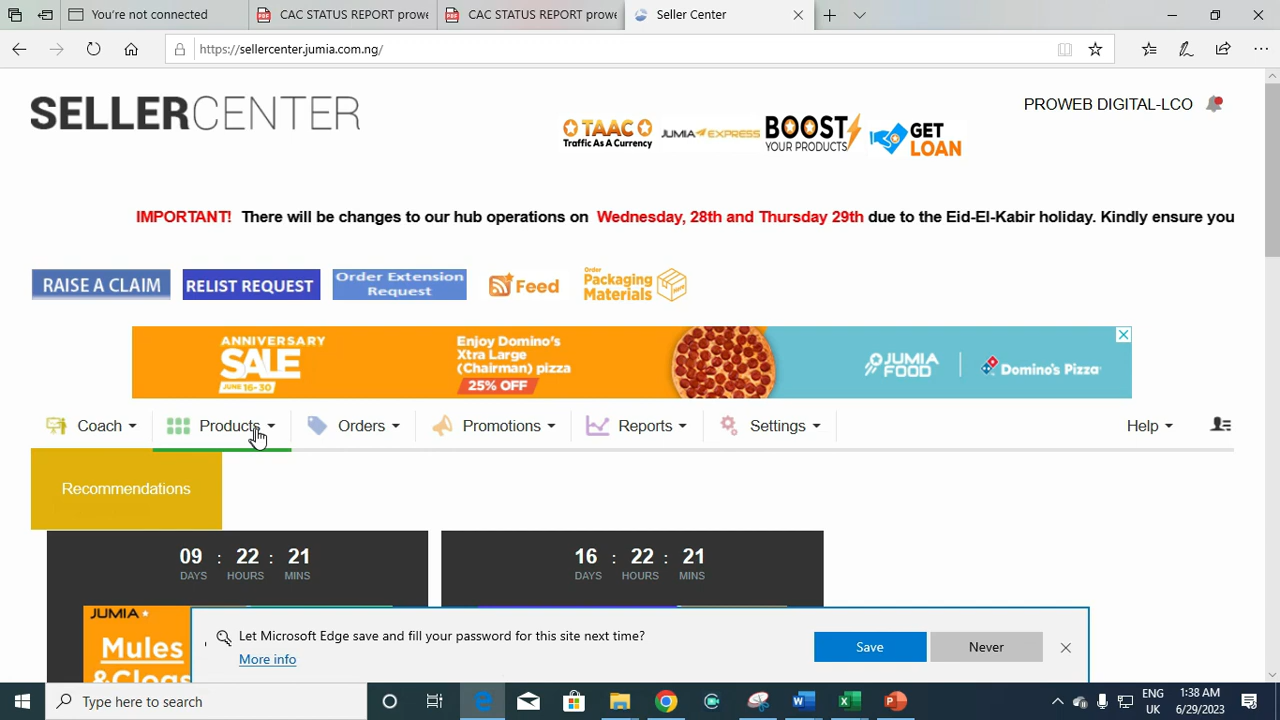 You're not connected
CAC STATUS REPORT prowe
CAC STATUS REPORT prowe
Seller Center
https://sellercenter.jumia.com.ng/
SELLERCENTER
TAAC
Traffic As A Currency
JUMIA EXPRESS
BOOST
YOUR PRODUCTS
GET
LOAN
PROWEB DIGITAL-LCO
IMPORTANT! There will be changes to our hub operations on Wednesday, 28th and Thursday 29th due to the Eid-El-Kabir holiday. Kindly ensure you
RAISE A CLAIM
RELIST REQUEST
Order Extension
Request
Feed
Order
Packaging
Materials
ANNIVERSARY
SALE
JUNE 16-30
Enjoy Domino's
Xtra Large
(Chairman) pizza
25% OFF
JUMIA
FOOD
Domino's Pizza
Coach
Products
Orders
Promotions
Reports
Settings
Help
Recommendations
09 : 22 : 21
DAYS HOURS MINS
16 : 22 : 21
DAYS HOURS MINS
JUMIA
Mules
& Clogs
Let Microsoft Edge save and fill your password for this site next time?
More info
Save
Never
Type here to search
ENG
UK
1:38 AM
6/29/2023